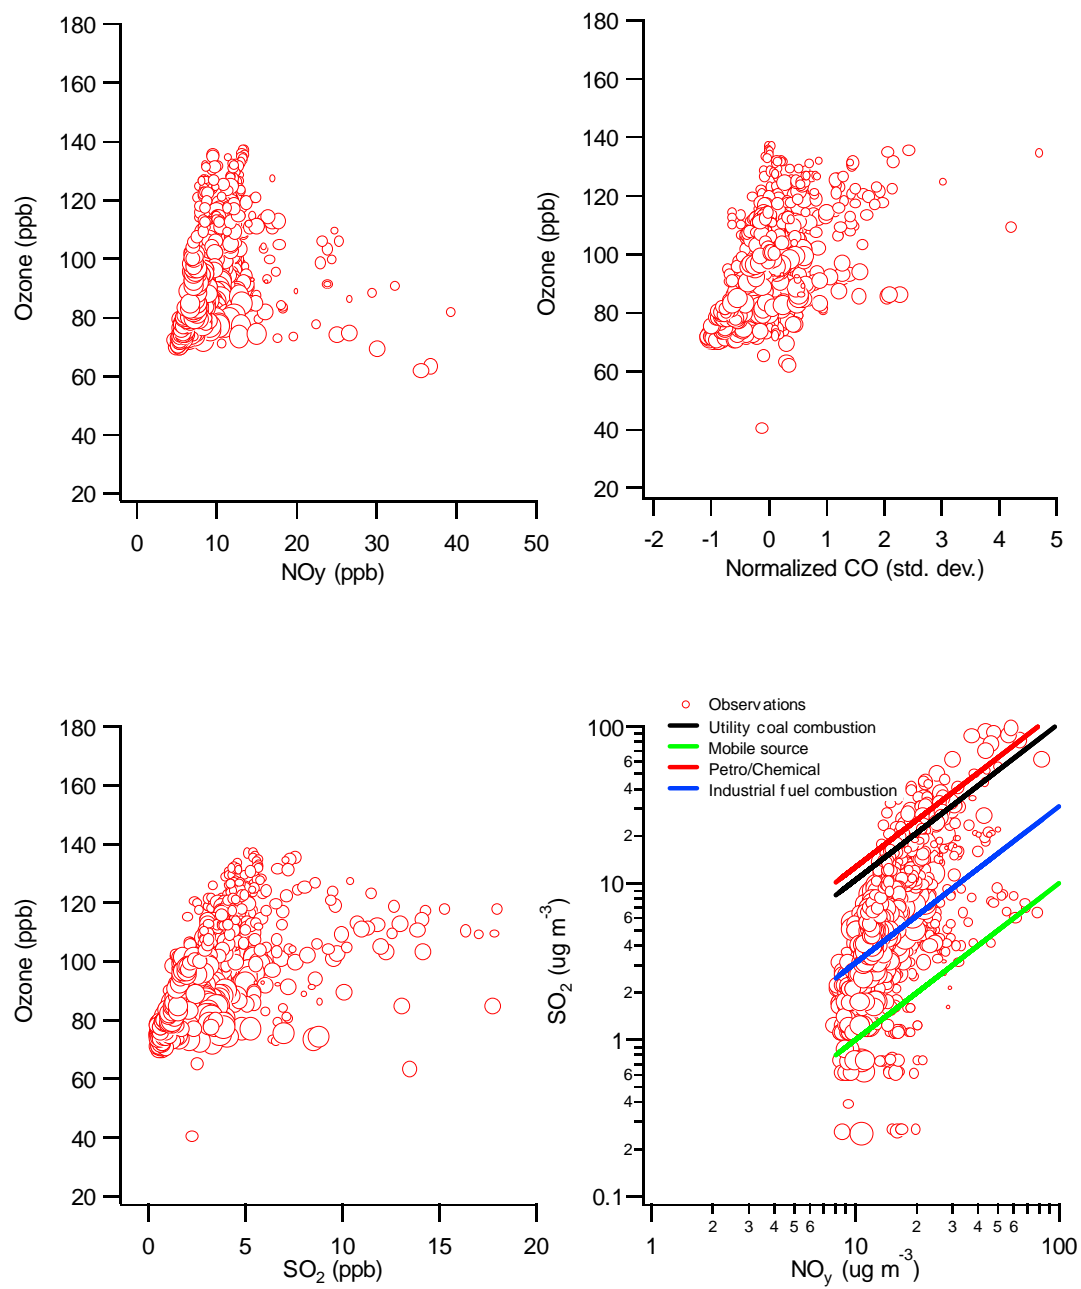 180
160
140
120
100
80
60
40
20
Ozone (ppb)
0 10 20 30 40 50
NOy (ppb)
180
160
140
120
100
80
60
40
20
Ozone (ppb)
-2 -1 0 1 2 3 4 5
Normalized CO (std. dev.)
180
160
140
120
100
80
60
40
20
Ozone (ppb)
0 5 10 15 20
SO2 (ppb)
Observations
Utility coal combustion
Mobile source
Petro/Chemical
Industrial fuel combustion
100
6
4
2
10
6
4
2
1
6
4
2
0.1
SO2 (ug m-3)
1 2 3 4 5 6 10 2 3 4 5 6 100
NOy (ug m-3)